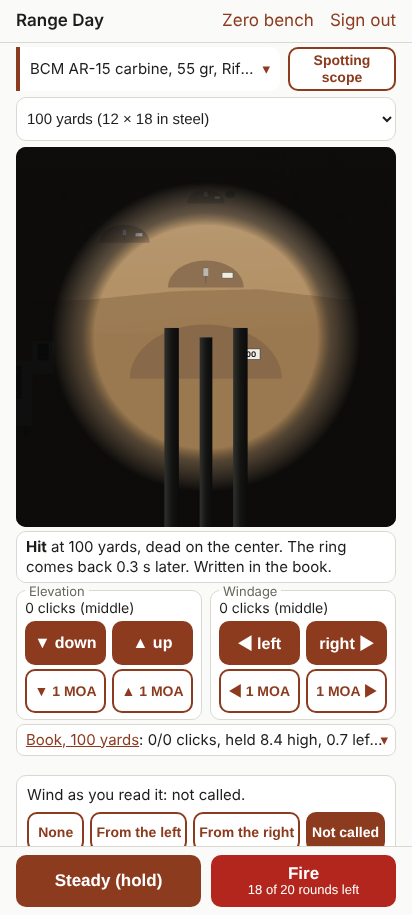 Range Day
Zero bench
Sign out
BCM AR-15 carbine, 55 gr, Rif... ▼
Spotting
scope
100 yards (12 × 18 in steel)
Hit at 100 yards, dead on the center. The ring
comes back 0.3 s later. Written in the book.
Elevation
0 clicks (middle)
▼ down
▲ up
▼ 1 MOA
▲ 1 MOA
Windage
0 clicks (middle)
◀ left
right ▶
◀ 1 MOA
1 MOA ▶
Book, 100 yards: 0/0 clicks, held 8.4 high, 0.7 lef...▼
Wind as you read it: not called.
None
From the left
From the right
Not called
Steady (hold)
Fire
18 of 20 rounds left